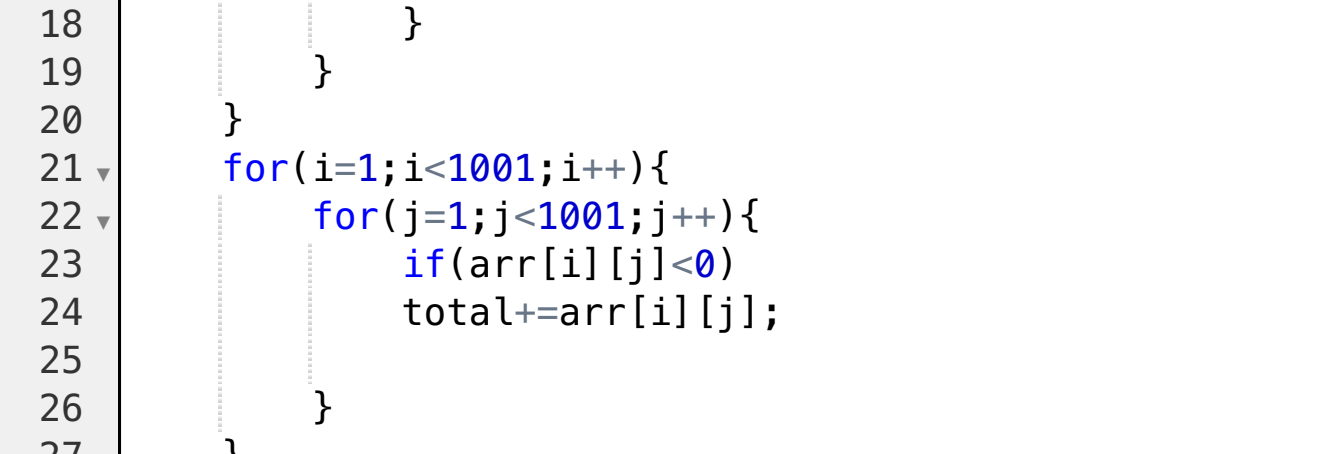 18 }
19 }
20 }
21 for(i=1;i<1001;i++){
22 for(j=1;j<1001;j++){
23 if(arr[i][j]<0)
24 total+=arr[i][j];
25
26 }
27 }